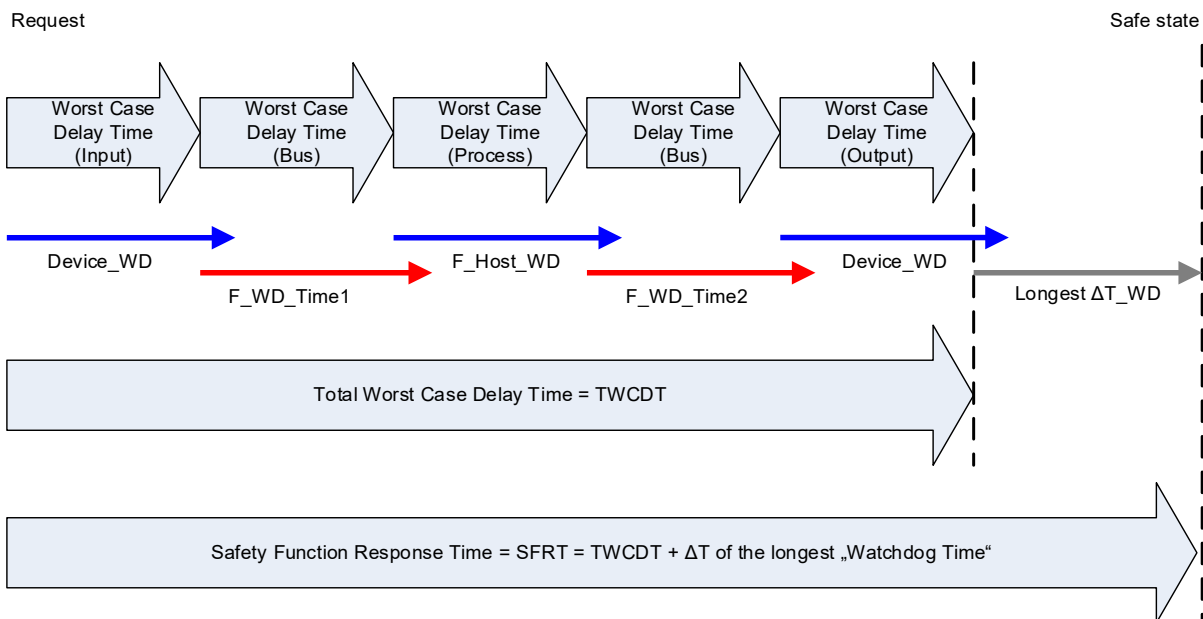 Request
Safe state
Worst Case
Delay Time
(Input)
Worst Case
Delay Time
(Bus)
Worst Case
Delay Time
(Process)
Worst Case
Delay Time
(Bus)
Worst Case
Delay Time
(Output)
Device_WD
F_Host_WD
Device_WD
F_WD_Time1
F_WD_Time2
Longest ΔT_WD
Total Worst Case Delay Time = TWCDT
Safety Function Response Time = SFRT = TWCDT + ΔT of the longest „Watchdog Time“